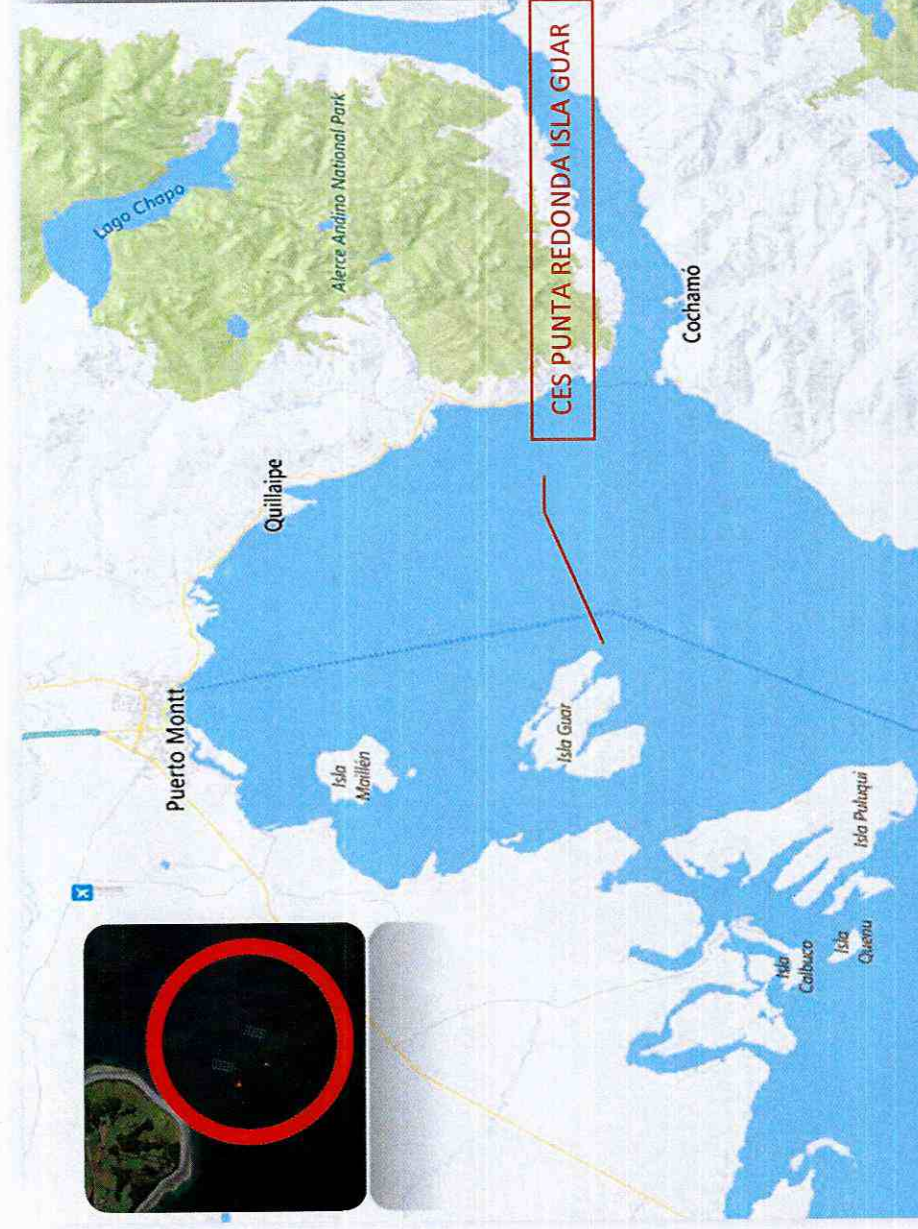 CES PUNTA REDONDA ISLA GUAR
Lago Chapo
Alerce Andino National Park
Quillaipe
Puerto Montt
Cochamó
Isla
Maillén
Isla Guar
Isla Puluqui
Isla
Calbuco
Isla
Quenu